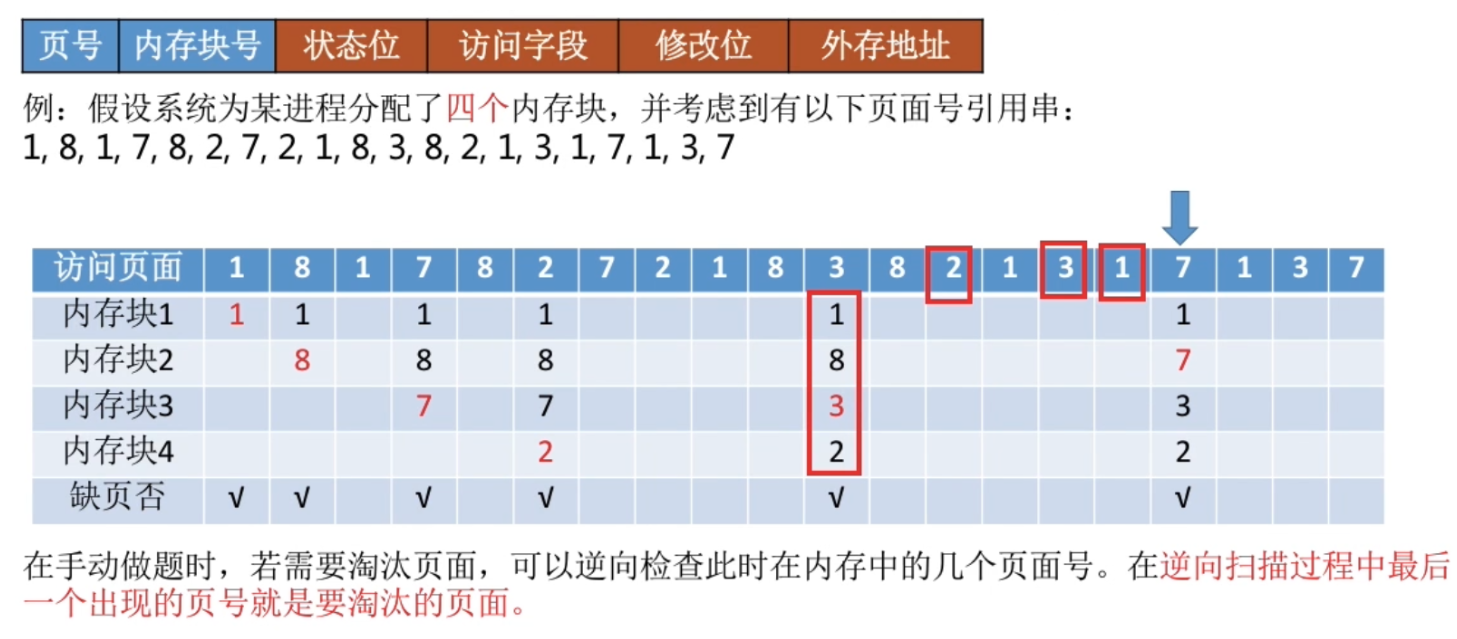 页号 内存块号 状态位 访问字段 修改位 外存地址
例：假设系统为某进程分配了四个内存块，并考虑到有以下页面号引用串：
1, 8, 1, 7, 8, 2, 7, 2, 1, 8, 3, 8, 2, 1, 3, 1, 7, 1, 3, 7
访问页面 1 8 1 7 8 2 7 2 1 8 3 8 2 1 3 1 7 1 3 7
内存块1 1 1 1 1 1 1
内存块2 8 8 8 8 7
内存块3 7 7 3 3
内存块4 2 2 2
缺页否 √ √ √ √ √ √
在手动做题时，若需要淘汰页面，可以逆向检查此时在内存中的几个页面号。在逆向扫描过程中最后
一个出现的页号就是要淘汰的页面。